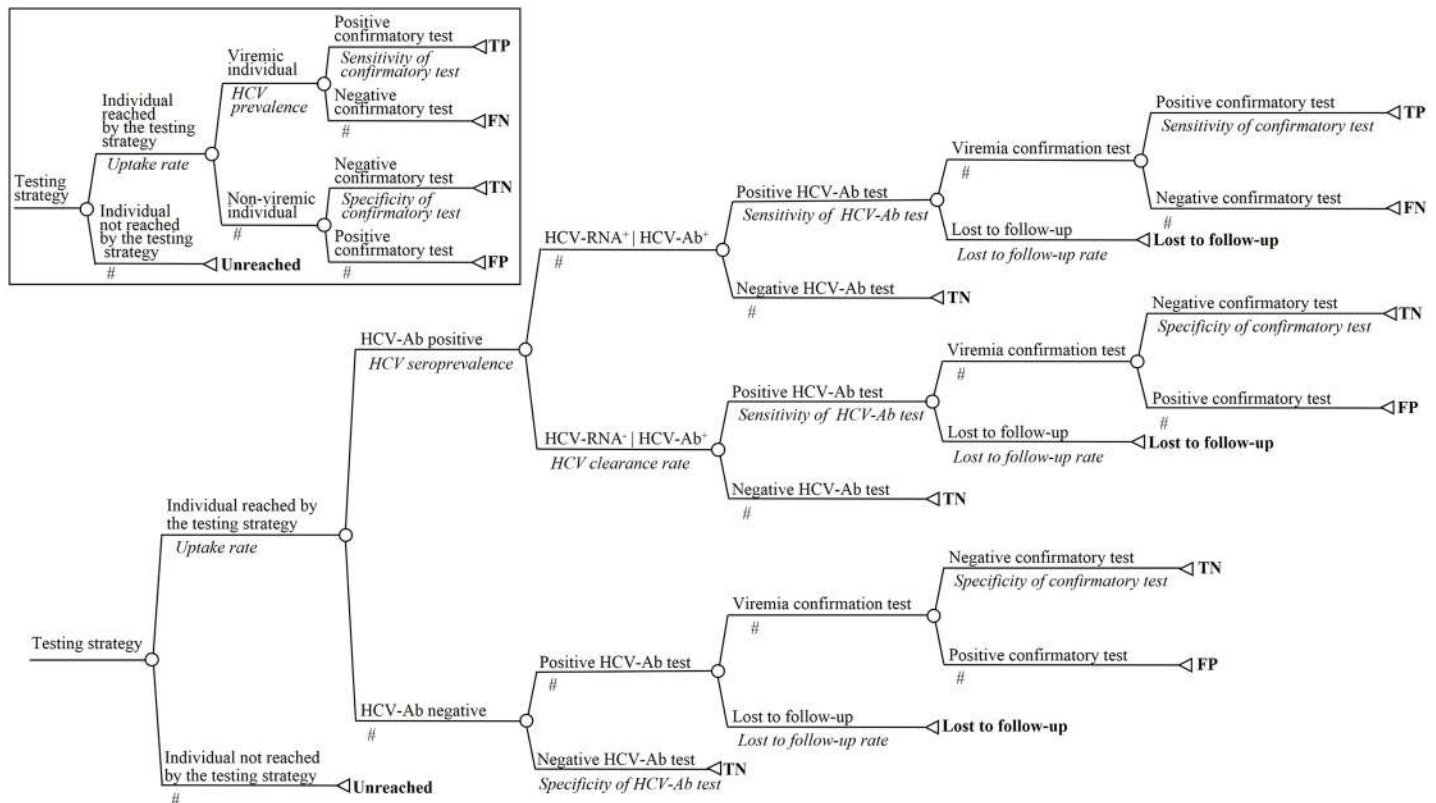 Positive
confirmatory test
TP
Sensitivity of
confirmatory test
Viremic
individual
HCV
prevalence
Negative
confirmatory test
FN
#
Individual
reached
by the testing
strategy
Uptake rate
Negative
confirmatory test
TN
Specificity of
confirmatory test
Non-viremic
individual
#
Positive
confirmatory test
FP
#
Testing
strategy
Individual
not reached
by the testing
strategy
Unreached
#
Positive confirmatory test
TP
Sensitivity of confirmatory test
Viremia confirmation test
#
Negative confirmatory test
FN
#
Positive HCV-Ab test
Sensitivity of HCV-Ab test
Lost to follow-up
Lost to follow-up
Lost to follow-up rate
HCV-RNA⁺ | HCV-Ab⁺
#
Negative HCV-Ab test
TN
#
Negative confirmatory test
TN
Specificity of confirmatory test
HCV-Ab positive
HCV seroprevalence
Viremia confirmation test
#
Positive confirmatory test
FP
#
Positive HCV-Ab test
Sensitivity of HCV-Ab test
Lost to follow-up
Lost to follow-up
Lost to follow-up rate
HCV-RNA⁻ | HCV-Ab⁺
HCV clearance rate
Negative HCV-Ab test
TN
#
Individual reached by
the testing strategy
Uptake rate
Negative confirmatory test
TN
Specificity of confirmatory test
Viremia confirmation test
#
Positive confirmatory test
FP
#
Testing strategy
Positive HCV-Ab test
#
HCV-Ab negative
#
Lost to follow-up
Lost to follow-up
Lost to follow-up rate
Negative HCV-Ab test
TN
Specificity of HCV-Ab test
Individual not reached
by the testing strategy
Unreached
#